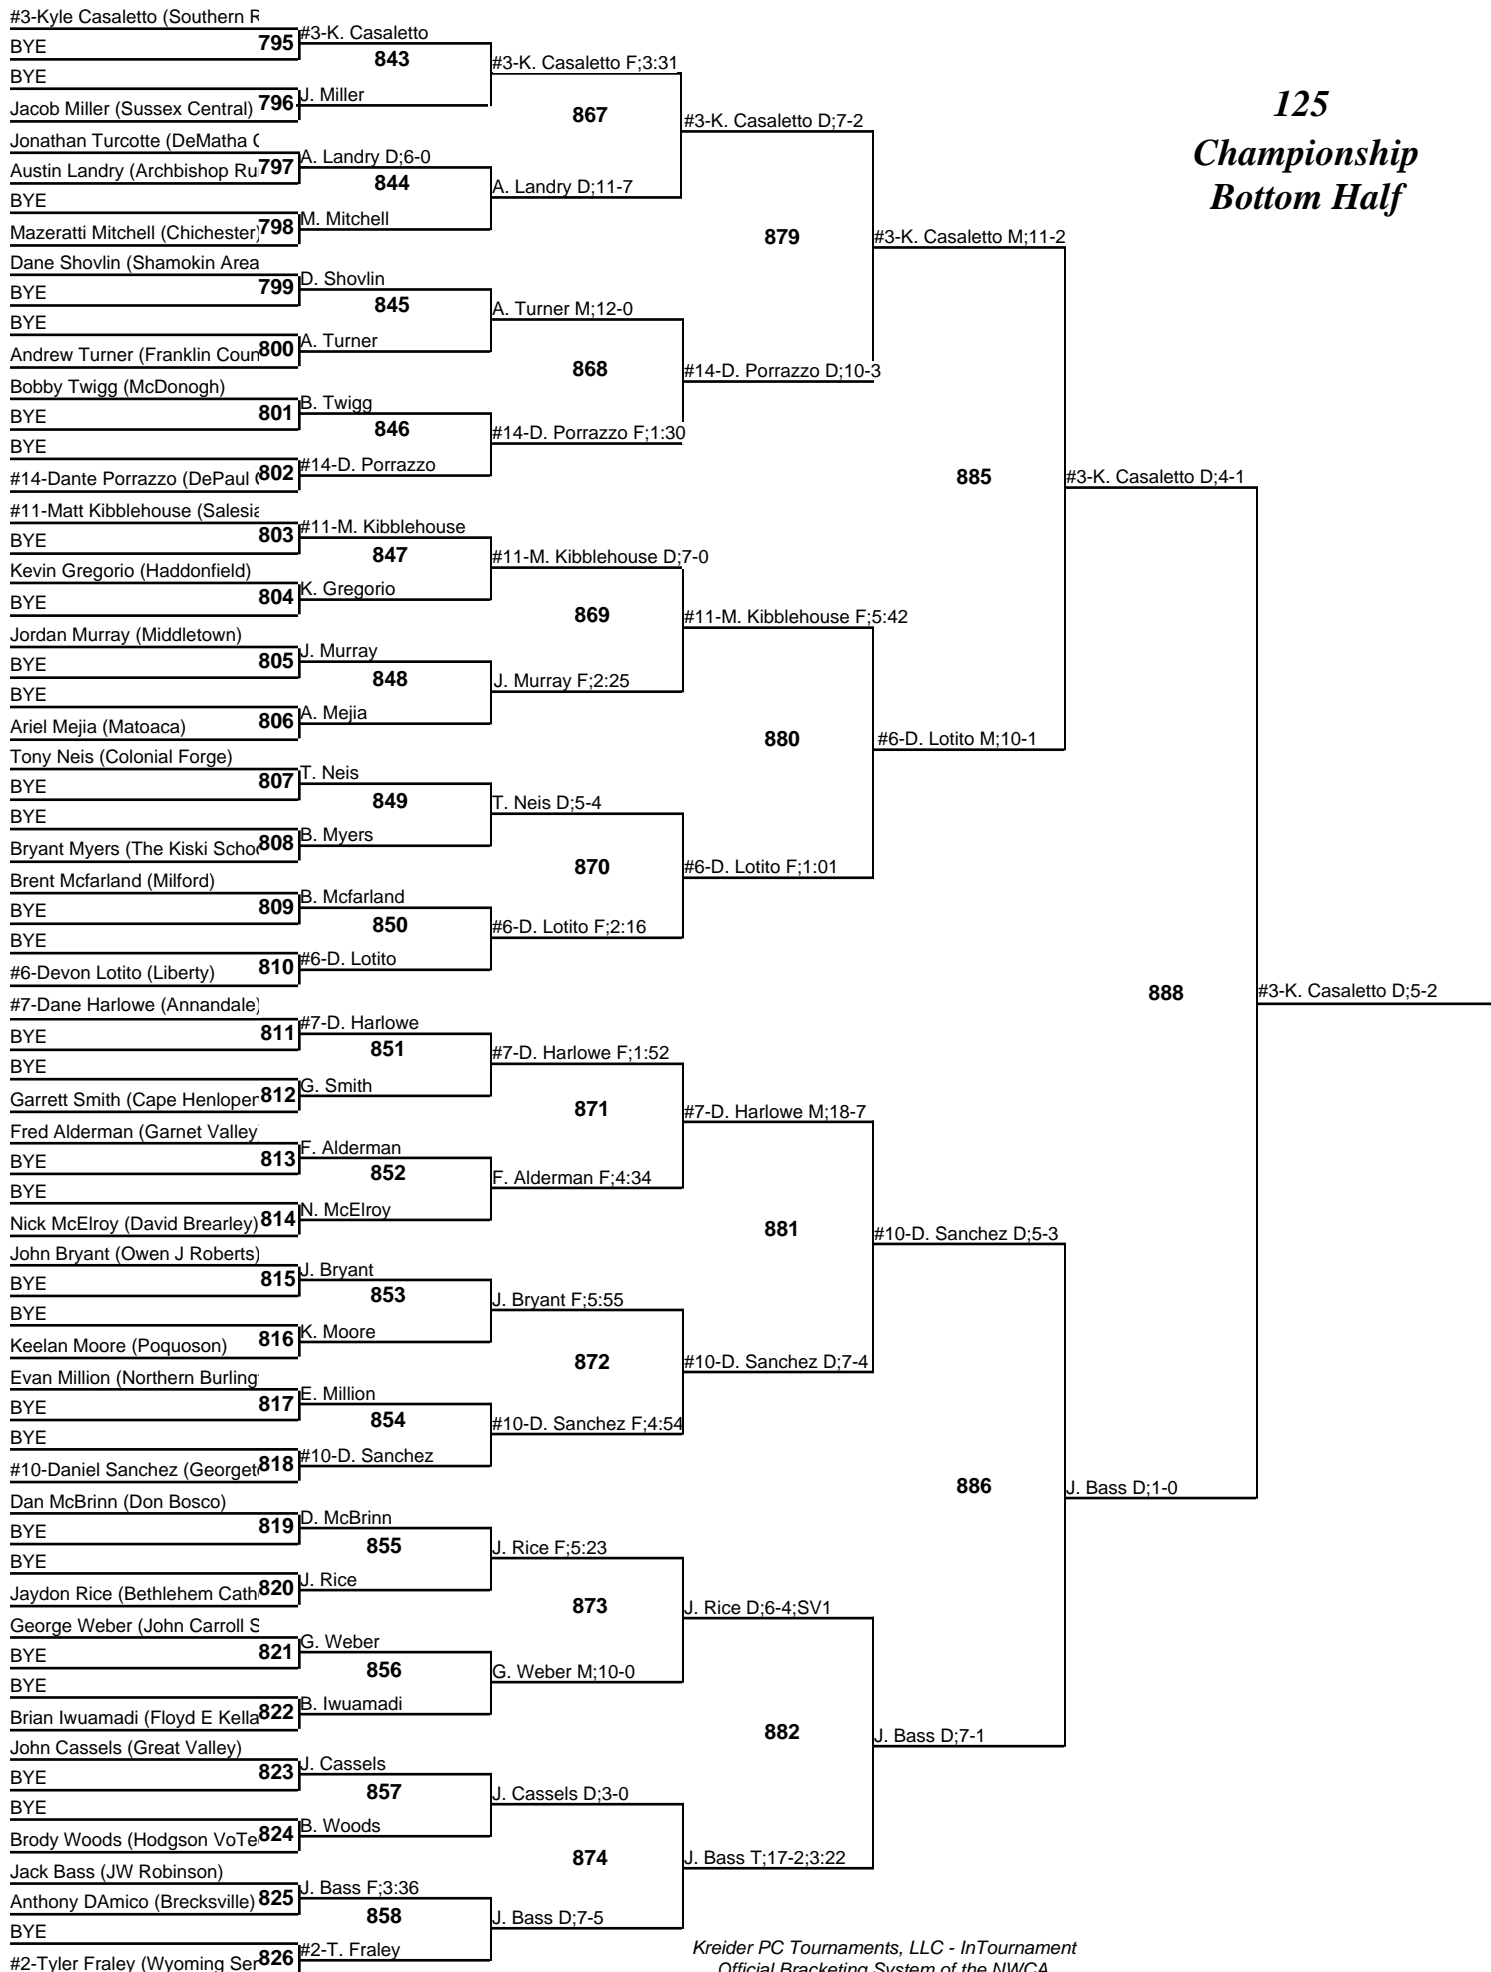 #3-Kyle Casaletto (Southern R
BYE
795
BYE
Jacob Miller (Sussex Central)
796
Jonathan Turcotte (DeMatha C
Austin Landry (Archbishop Ru
797
BYE
Mazeratti Mitchell (Chichester)
798
Dane Shovlin (Shamokin Area
BYE
799
BYE
Andrew Turner (Franklin Coun
800
Bobby Twigg (McDonogh)
BYE
801
BYE
#14-Dante Porrazzo (DePaul C
802
#11-Matt Kibblehouse (Salesia
BYE
803
Kevin Gregorio (Haddonfield)
BYE
804
Jordan Murray (Middletown)
BYE
805
BYE
Ariel Mejia (Matoaca)
806
Tony Neis (Colonial Forge)
BYE
807
BYE
Bryant Myers (The Kiski Schoo
808
Brent Mcfarland (Milford)
BYE
809
BYE
#6-Devon Lotito (Liberty)
810
#7-Dane Harlowe (Annandale)
BYE
811
BYE
Garrett Smith (Cape Henlopen
812
Fred Alderman (Garnet Valley)
BYE
813
BYE
Nick McElroy (David Brearley)
814
John Bryant (Owen J Roberts)
BYE
815
BYE
Keelan Moore (Poquoson)
816
Evan Million (Northern Burling
BYE
817
BYE
#10-Daniel Sanchez (Georgeto
818
Dan McBrinn (Don Bosco)
BYE
819
BYE
Jaydon Rice (Bethlehem Cath
820
George Weber (John Carroll S
BYE
821
BYE
Brian Iwuamadi (Floyd E Kella
822
John Cassels (Great Valley)
BYE
823
BYE
Brody Woods (Hodgson VoTe
824
Jack Bass (JW Robinson)
Anthony DAmico (Brecksville)
825
BYE
#2-Tyler Fraley (Wyoming Sem
826
#3-K. Casaletto
843
J. Miller
A. Landry D;6-0
844
M. Mitchell
D. Shovlin
845
A. Turner
B. Twigg
846
#14-D. Porrazzo
#11-M. Kibblehouse
847
K. Gregorio
J. Murray
848
A. Mejia
T. Neis
849
B. Myers
B. Mcfarland
850
#6-D. Lotito
#7-D. Harlowe
851
G. Smith
F. Alderman
852
N. McElroy
J. Bryant
853
K. Moore
E. Million
854
#10-D. Sanchez
D. McBrinn
855
J. Rice
G. Weber
856
B. Iwuamadi
J. Cassels
857
B. Woods
J. Bass F;3:36
858
#2-T. Fraley
#3-K. Casaletto F;3:31
867
A. Landry D;11-7
A. Turner M;12-0
868
#14-D. Porrazzo F;1:30
#11-M. Kibblehouse D;7-0
869
J. Murray F;2:25
T. Neis D;5-4
870
#6-D. Lotito F;2:16
#7-D. Harlowe F;1:52
871
F. Alderman F;4:34
J. Bryant F;5:55
872
#10-D. Sanchez F;4:54
J. Rice F;5:23
873
G. Weber M;10-0
J. Cassels D;3-0
874
J. Bass D;7-5
#3-K. Casaletto D;7-2
879
#14-D. Porrazzo D;10-3
#11-M. Kibblehouse F;5:42
880
#6-D. Lotito F;1:01
#7-D. Harlowe M;18-7
881
#10-D. Sanchez D;7-4
J. Rice D;6-4;SV1
882
J. Bass T;17-2;3:22
#3-K. Casaletto M;11-2
885
#6-D. Lotito M;10-1
#10-D. Sanchez D;5-3
886
J. Bass D;7-1
#3-K. Casaletto D;4-1
888
J. Bass D;1-0
#3-K. Casaletto D;5-2
125
Championship
Bottom Half
Kreider PC Tournaments, LLC - InTournament
Official Bracketing System of the NWCA